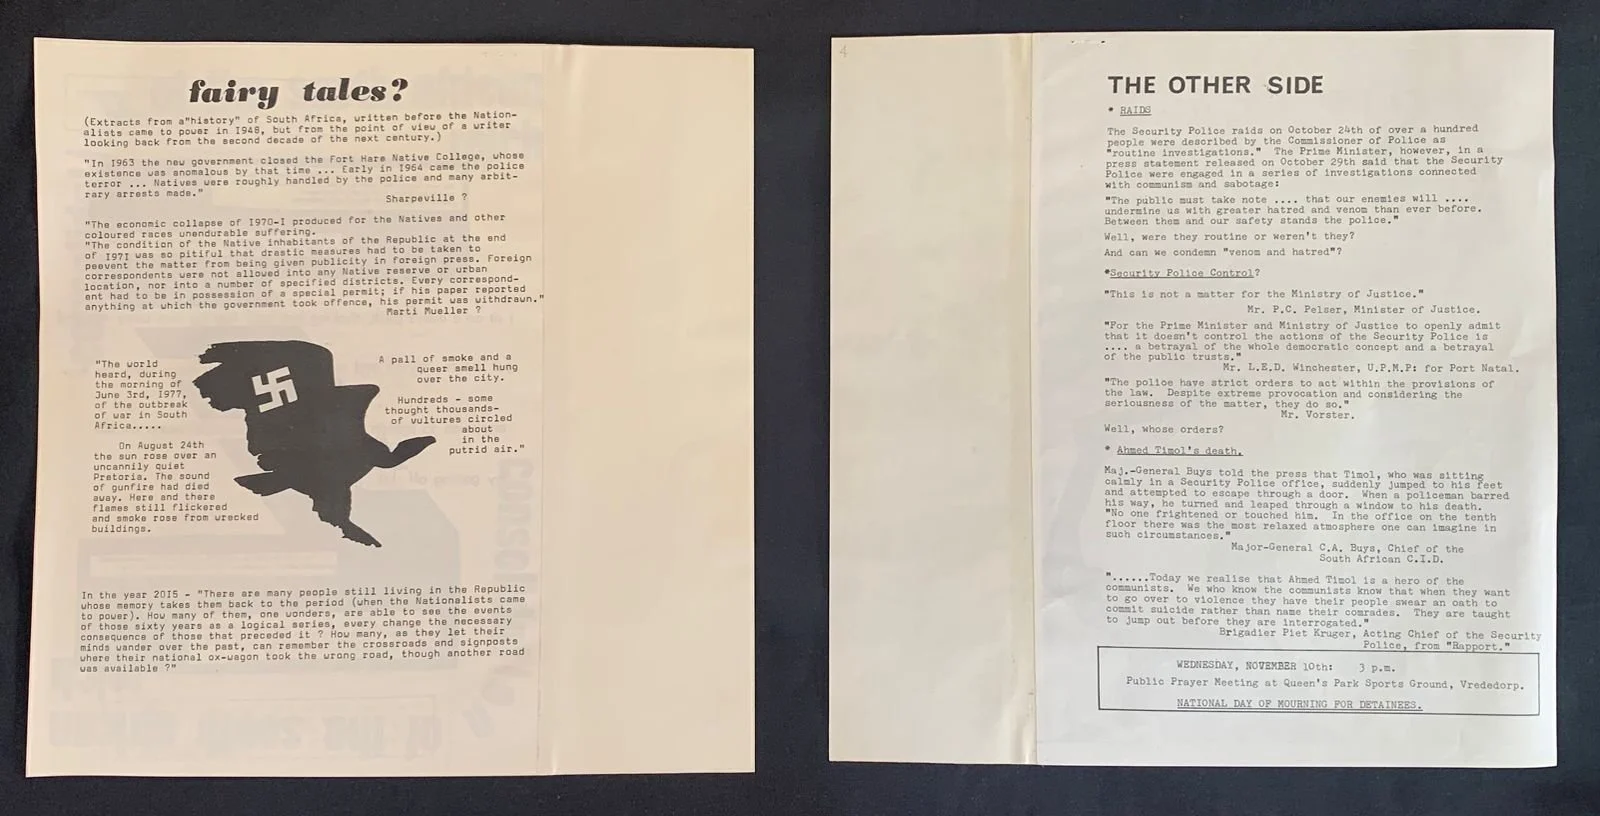 fairy tales?
(Extracts from a"history" of South Africa, written before the Nation-
alists came to power in I948, but from the point of view of a writer
looking back from the second decade of the next century.)
"In I963 the new government closed the Fort Hare Native College, whose
existence was anomalous by that time ... Early in I964 came the police
terror ... Natives were roughly handled by the police and many arbit-
rary arrests made."
Sharpeville ?
"The economic collapse of I970-I produced for the Natives and other
coloured races unendurable suffering.
"The condition of the Native inhabitants of the Republic at the end
of I97I was so pitiful that drastic measures had to be taken to
peevent the matter from being given publicity in foreign press. Foreign
correspondents were not allowed into any Native reserve or urban
location, nor into a number of specified districts. Every correspond-
ent had to be in possession of a special permit; if his paper reported
anything at which the government took offence, his permit was withdrawn."
Marti Mueller ?
"The world
heard, during
the morning of
June 3rd, I977,
of the outbreak
of war in South
Africa.....
On August 24th
the sun rose over an
uncannily quiet
Pretoria. The sound
of gunfire had died
away. Here and there
flames still flickered
and smoke rose from wrecked
buildings.
A pall of smoke and a
queer smell hung
over the city.
Hundreds - some
thought thousands-
of vultures circled
about
in the
putrid air."
In the year 20I5 - "There are many people still living in the Republic
whose memory takes them back to the period (when the Nationalists came
to power). How many of them, one wonders, are able to see the events
of those sixty years as a logical series, every change the necessary
consequence of those that preceded it ? How many, as they let their
minds wander over the past, can remember the crossroads and signposts
where their national ox-wagon took the wrong road, though another road
was available ?"
4
THE OTHER SIDE
* RAIDS
The Security Police raids on October 24th of over a hundred
people were described by the Commissioner of Police as
"routine investigations." The Prime Minister, however, in a
press statement released on October 29th said that the Security
Police were engaged in a series of investigations connected
with communism and sabotage:
"The public must take note .... that our enemies will ....
undermine us with greater hatred and venom than ever before.
Between them and our safety stands the police."
Well, were they routine or weren't they?
And can we condemn "venom and hatred"?
*Security Police Control?
"This is not a matter for the Ministry of Justice."
Mr. P.C. Pelser, Minister of Justice.
"For the Prime Minister and Ministry of Justice to openly admit
that it doesn't control the actions of the Security Police is
.... a betrayal of the whole democratic concept and a betrayal
of the public trusts."
Mr. L.E.D. Winchester, U.P.M.P: for Port Natal.
"The police have strict orders to act within the provisions of
the law. Despite extreme provocation and considering the
seriousness of the matter, they do so."
Mr. Vorster.
Well, whose orders?
* Ahmed Timol's death.
Maj.-General Buys told the press that Timol, who was sitting
calmly in a Security Police office, suddenly jumped to his feet
and attempted to escape through a door. When a policeman barred
his way, he turned and leaped through a window to his death.
"No one frightened or touched him. In the office on the tenth
floor there was the most relaxed atmosphere one can imagine in
such circumstances."
Major-General C.A. Buys, Chief of the
South African C.I.D.
"......Today we realise that Ahmed Timol is a hero of the
communists. We who know the communists know that when they want
to go over to violence they have their people swear an oath to
commit suicide rather than name their comrades. They are taught
to jump out before they are interrogated."
Brigadier Piet Kruger, Acting Chief of the Security
Police, from "Rapport."
WEDNESDAY, NOVEMBER 10th: 3 p.m.
Public Prayer Meeting at Queen's Park Sports Ground, Vrededorp.
NATIONAL DAY OF MOURNING FOR DETAINEES.